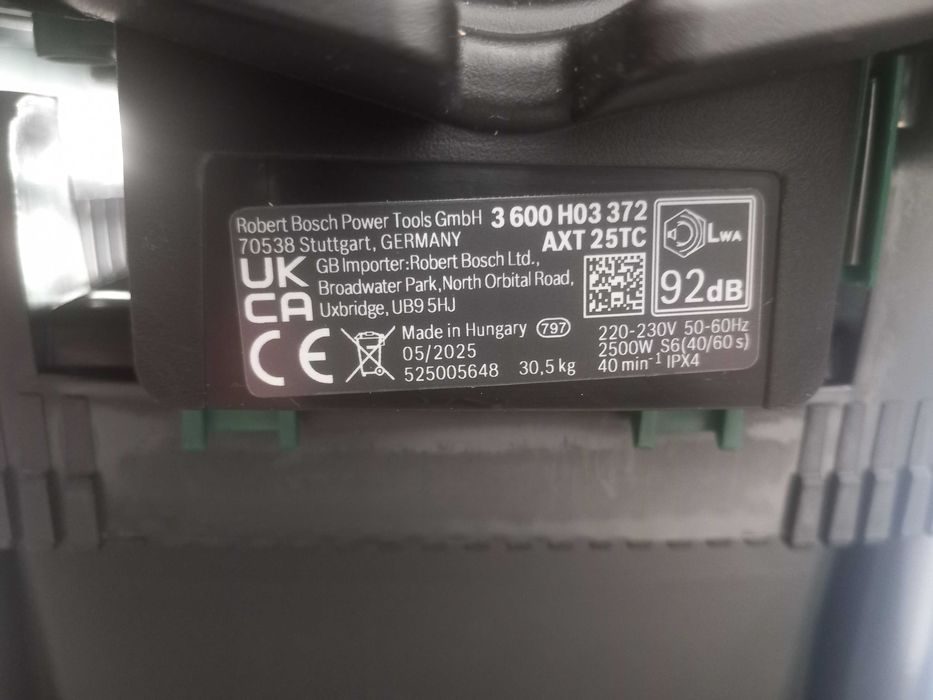 Robert Bosch Power Tools GmbH 3 600 H03 372
70538 Stuttgart, GERMANY AXT 25TC
UK
CA
GB Importer:Robert Bosch Ltd.,
Broadwater Park, North Orbital Road,
Uxbridge, UB9 5HJ
LWA
92dB
CE
Made in Hungary 797
05/2025
525005648 30,5 kg
220-230V 50-60Hz
2500W S6(40/60 s)
40 min-1 IPX4